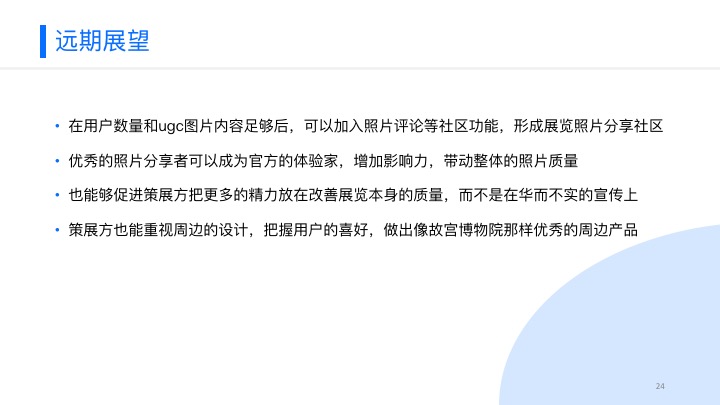 远期展望
• 在用户数量和ugc图片内容足够后，可以加入照片评论等社区功能，形成展览照片分享社区
• 优秀的照片分享者可以成为官方的体验家，增加影响力，带动整体的照片质量
• 也能够促进策展方把更多的精力放在改善展览本身的质量，而不是在华而不实的宣传上
• 策展方也能重视周边的设计，把握用户的喜好，做出像故宫博物院那样优秀的周边产品
24